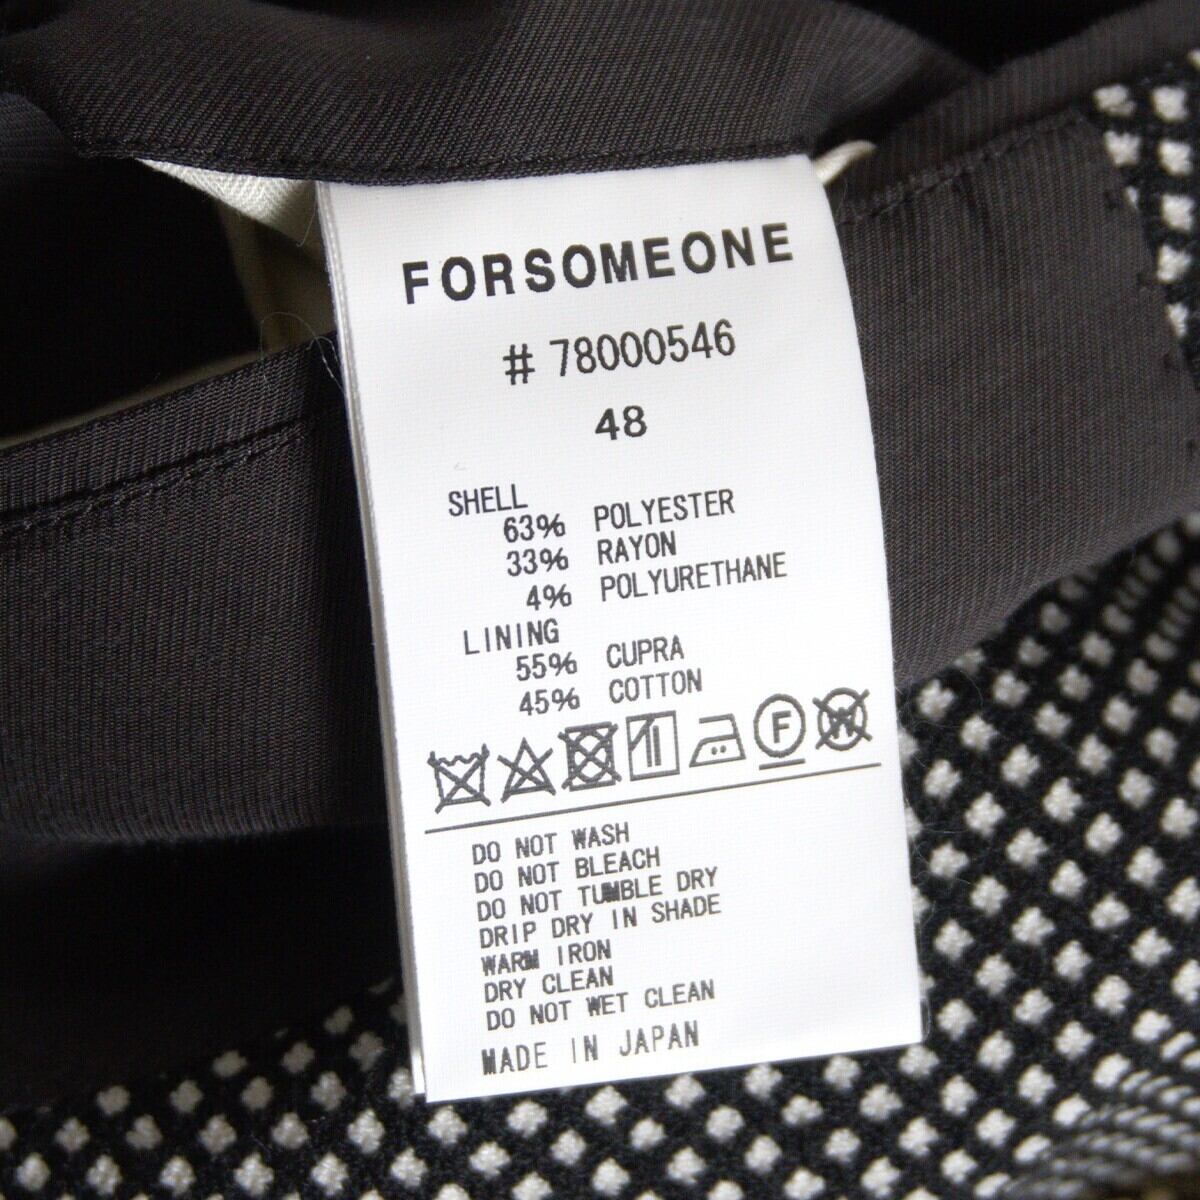 FORSOMEONE
# 78000546
48
SHELL
63% POLYESTER
33% RAYON
4% POLYURETHANE
LINING
55% CUPRA
45% COTTON
F W
DO NOT WASH
DO NOT BLEACH
DO NOT TUMBLE DRY
DRIP DRY IN SHADE
WARM IRON
DRY CLEAN
DO NOT WET CLEAN
MADE IN JAPAN